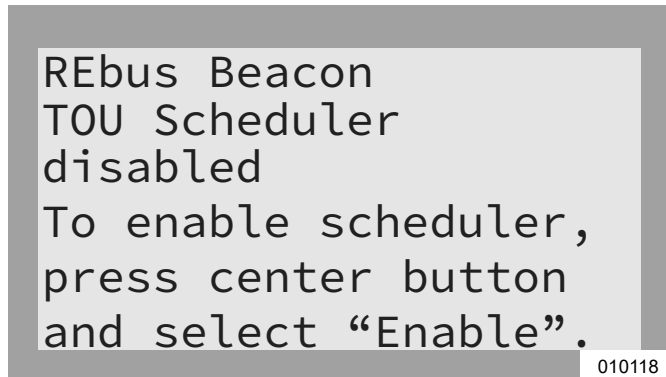 REbus Beacon
TOU Scheduler
disabled
To enable scheduler,
press center button
and select “Enable”.
010118